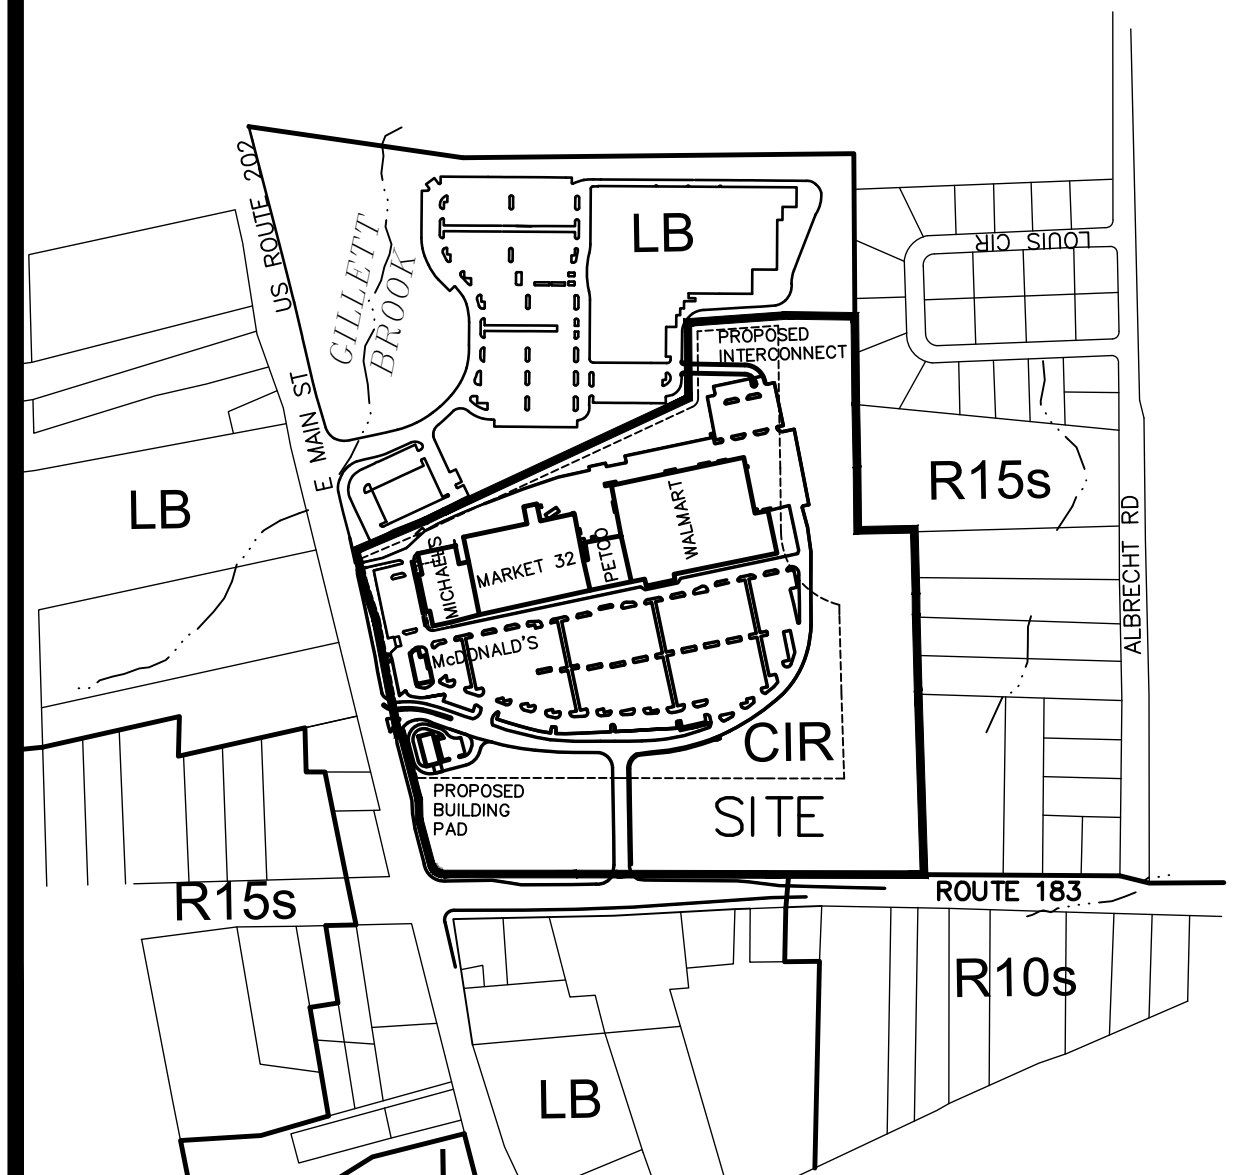 US ROUTE 202
GILLETT
BROOK
LB
LOUIS CIR
PROPOSED
INTERCONNECT
E MAIN ST
LB
R15s
ALBRECHT RD
MICHAELS
MARKET 32
PETCO
WALMART
McDONALD'S
CIR
SITE
PROPOSED
BUILDING
PAD
R15s
ROUTE 183
R10s
LB